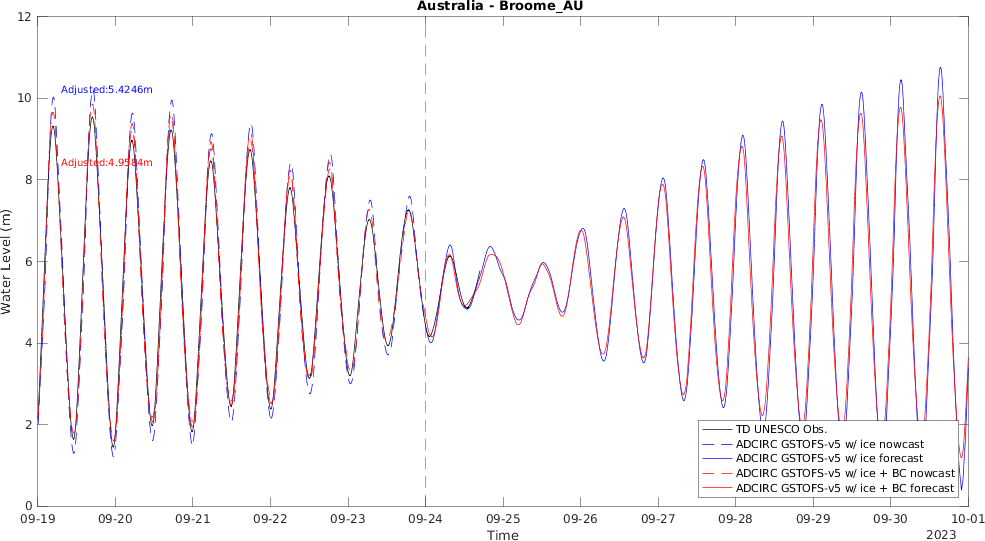 Australia - Broome_AU
12
10
8
6
4
2
0
Water Level (m)
Adjusted:5.4246m
Adjusted:4.9584m
TD UNESCO Obs.
ADCIRC GSTOFS-v5 w/ ice nowcast
ADCIRC GSTOFS-v5 w/ ice forecast
ADCIRC GSTOFS-v5 w/ ice + BC nowcast
ADCIRC GSTOFS-v5 w/ ice + BC forecast
09-19 09-20 09-21 09-22 09-23 09-24 09-25 09-26 09-27 09-28 09-29 09-30 10-01
Time
2023